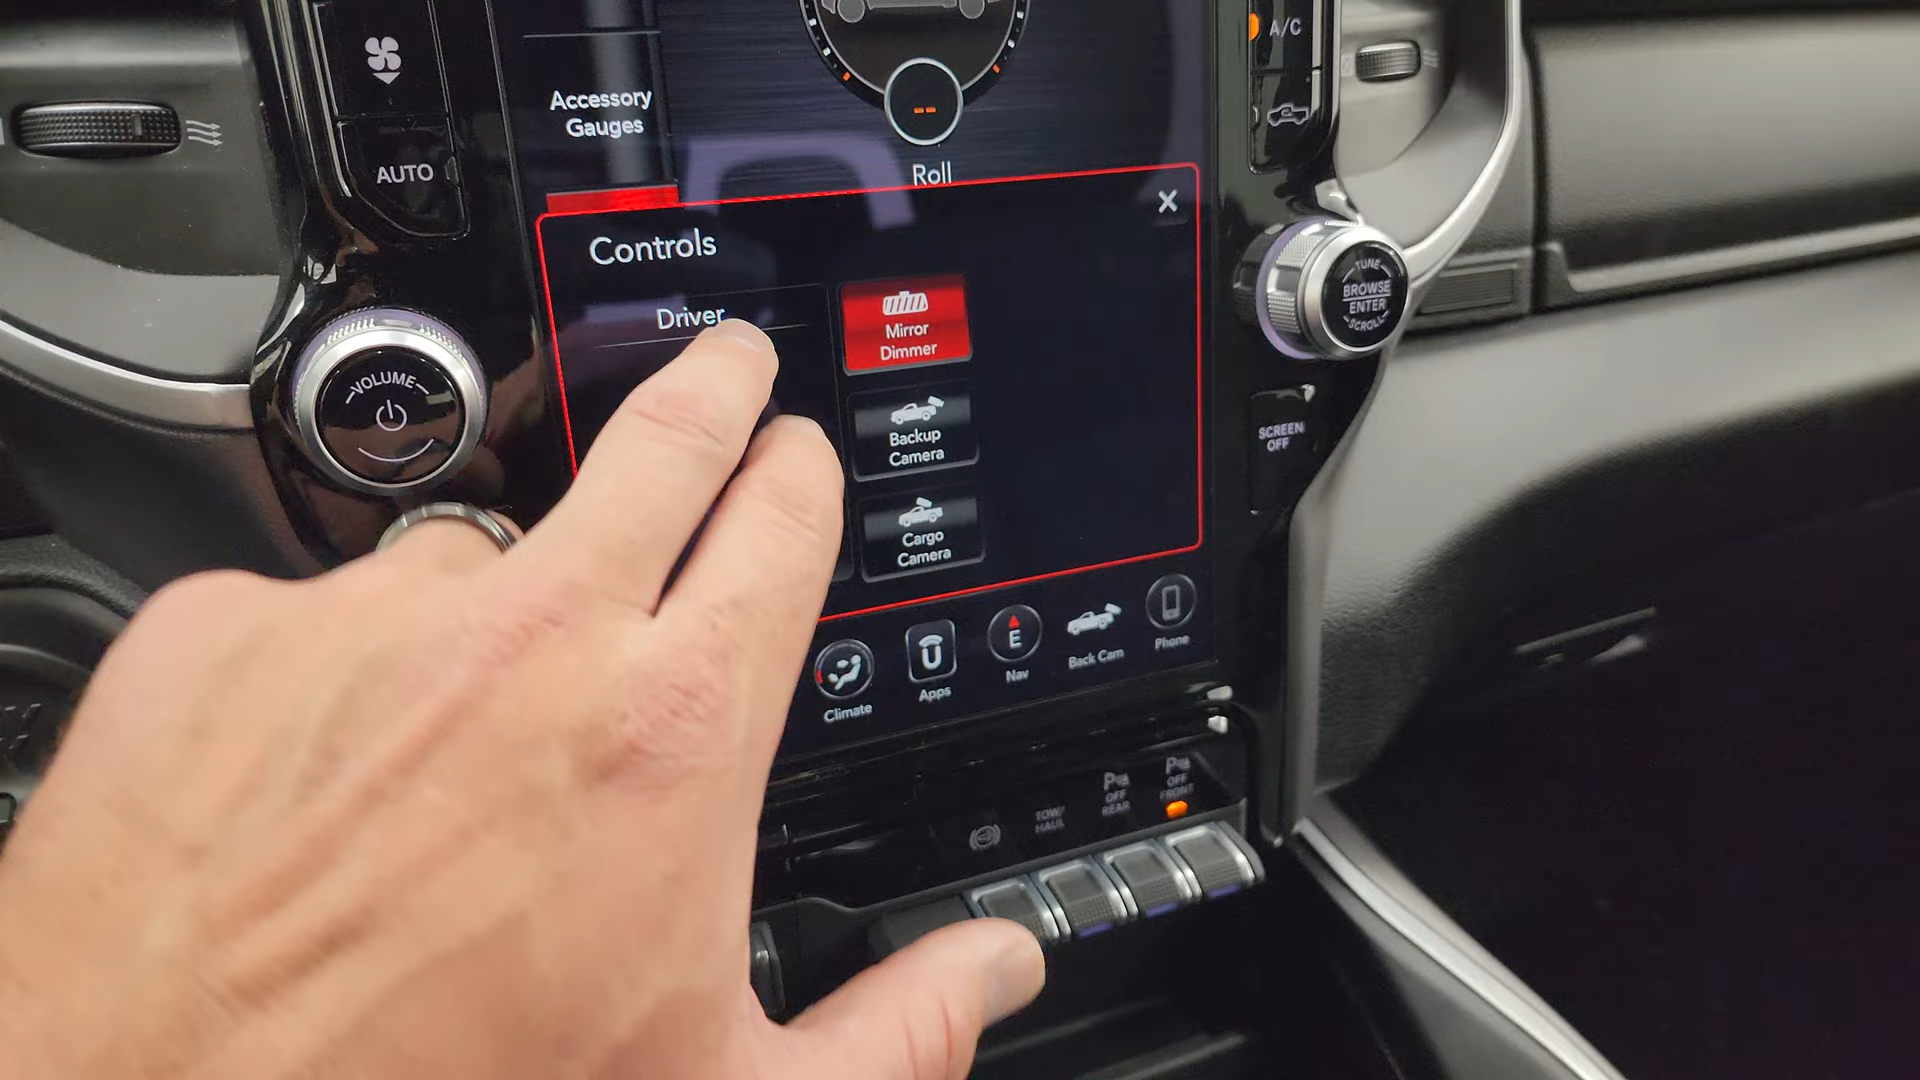 A/C
Accessory
Gauges
AUTO
--
Roll
Controls
Driver
Mirror
Dimmer
Backup
Camera
Cargo
Camera
VOLUME
TUNE
BROWSE
ENTER
SCROLL
SCREEN
OFF
Climate
U
Apps
E
Nav
Back Cam
Phone
TOW/
HAUL
P
OFF
REAR
P
OFF
FRONT